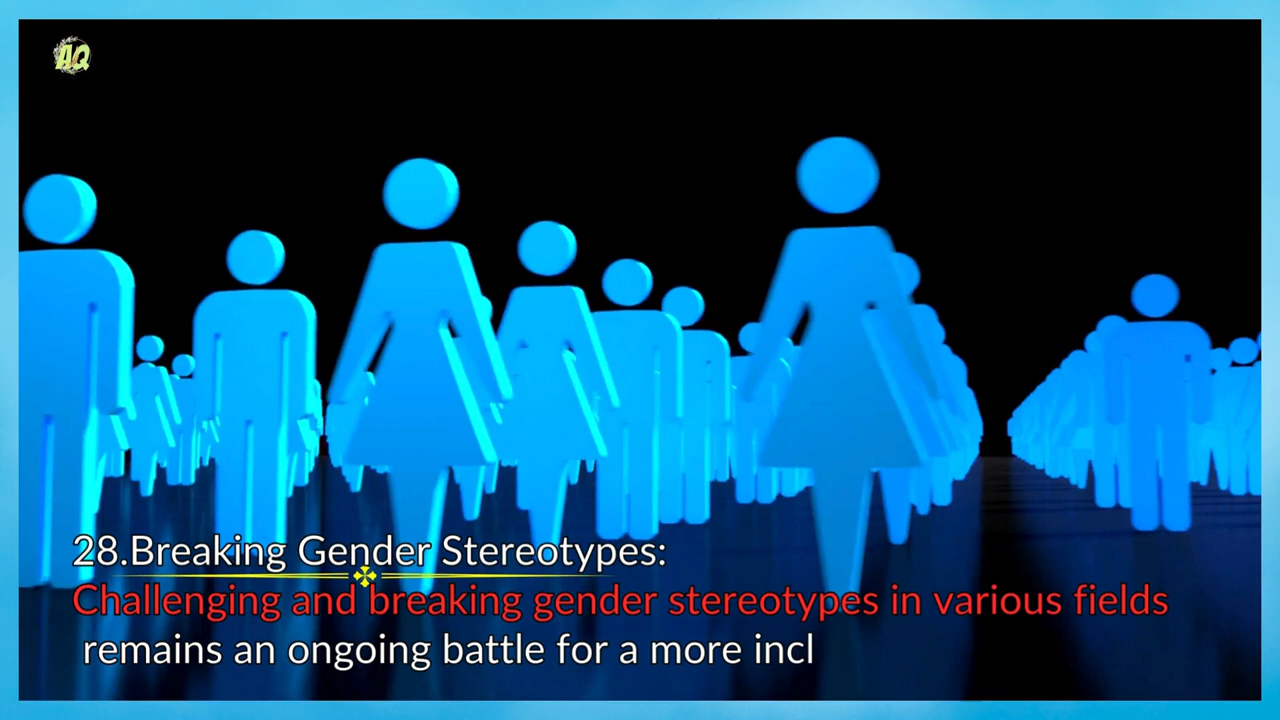 AQ
28.Breaking Gender Stereotypes:
Challenging and breaking gender stereotypes in various fields
remains an ongoing battle for a more incl